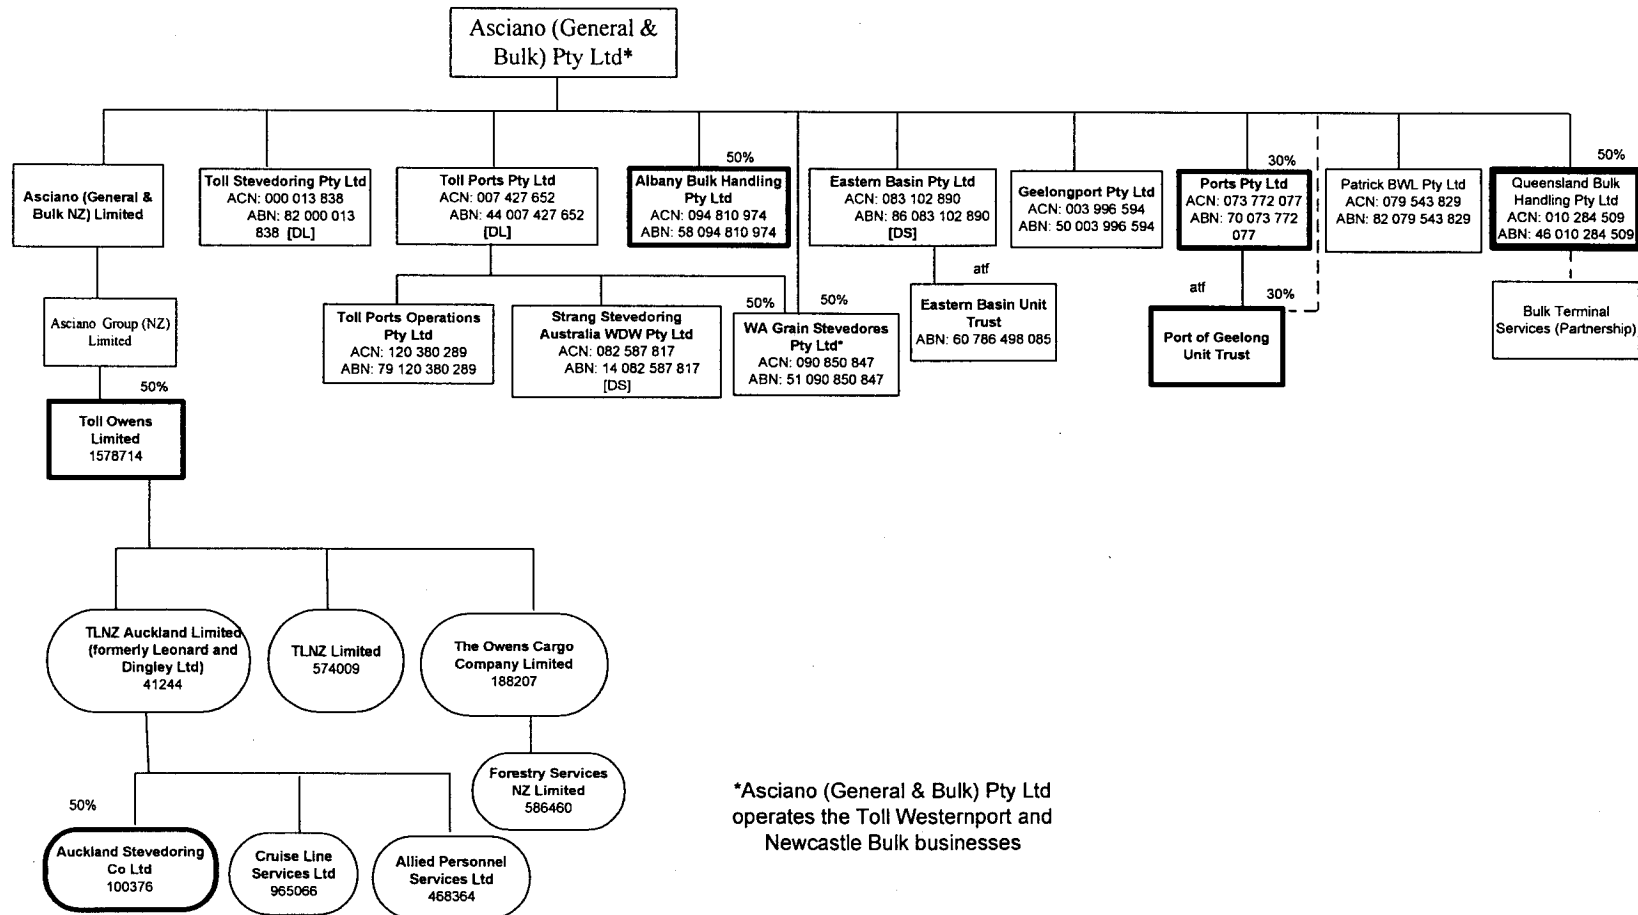 Asciano (General &
Bulk) Pty Ltd*
Asciano (General &
Bulk NZ) Limited
Toll Stevedoring Pty Ltd
ACN: 000 013 838
ABN: 82 000 013
838 [DL]
Toll Ports Pty Ltd
ACN: 007 427 652
ABN: 44 007 427 652
[DL]
50%
Albany Bulk Handling
Pty Ltd
ACN: 094 810 974
ABN: 58 094 810 974
Eastern Basin Pty Ltd
ACN: 083 102 890
ABN: 86 083 102 890
[DS]
Geelongport Pty Ltd
ACN: 003 996 594
ABN: 50 003 996 594
30%
Ports Pty Ltd
ACN: 073 772 077
ABN: 70 073 772
077
Patrick BWL Pty Ltd
ACN: 079 543 829
ABN: 82 079 543 829
50%
Queensland Bulk
Handling Pty Ltd
ACN: 010 284 509
ABN: 46 010 284 509
Asciano Group (NZ)
Limited
Toll Ports Operations
Pty Ltd
ACN: 120 380 289
ABN: 79 120 380 289
Strang Stevedoring
Australia WDW Pty Ltd
ACN: 082 587 817
ABN: 14 082 587 817
[DS]
50%
50%
WA Grain Stevedores
Pty Ltd*
ACN: 090 850 847
ABN: 51 090 850 847
atf
Eastern Basin Unit
Trust
ABN: 60 786 498 085
atf
30%
Port of Geelong
Unit Trust
Bulk Terminal
Services (Partnership)
50%
Toll Owens
Limited
1578714
TLNZ Auckland Limited
(formerly Leonard and
Dingley Ltd)
41244
TLNZ Limited
574009
The Owens Cargo
Company Limited
188207
Forestry Services
NZ Limited
586460
50%
Auckland Stevedoring
Co Ltd
100376
Cruise Line
Services Ltd
965066
Allied Personnel
Services Ltd
468364
*Asciano (General & Bulk) Pty Ltd
operates the Toll Westernport and
Newcastle Bulk businesses